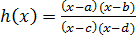 h(x) = (x−a)(x−b)/(x−c)(x−d)